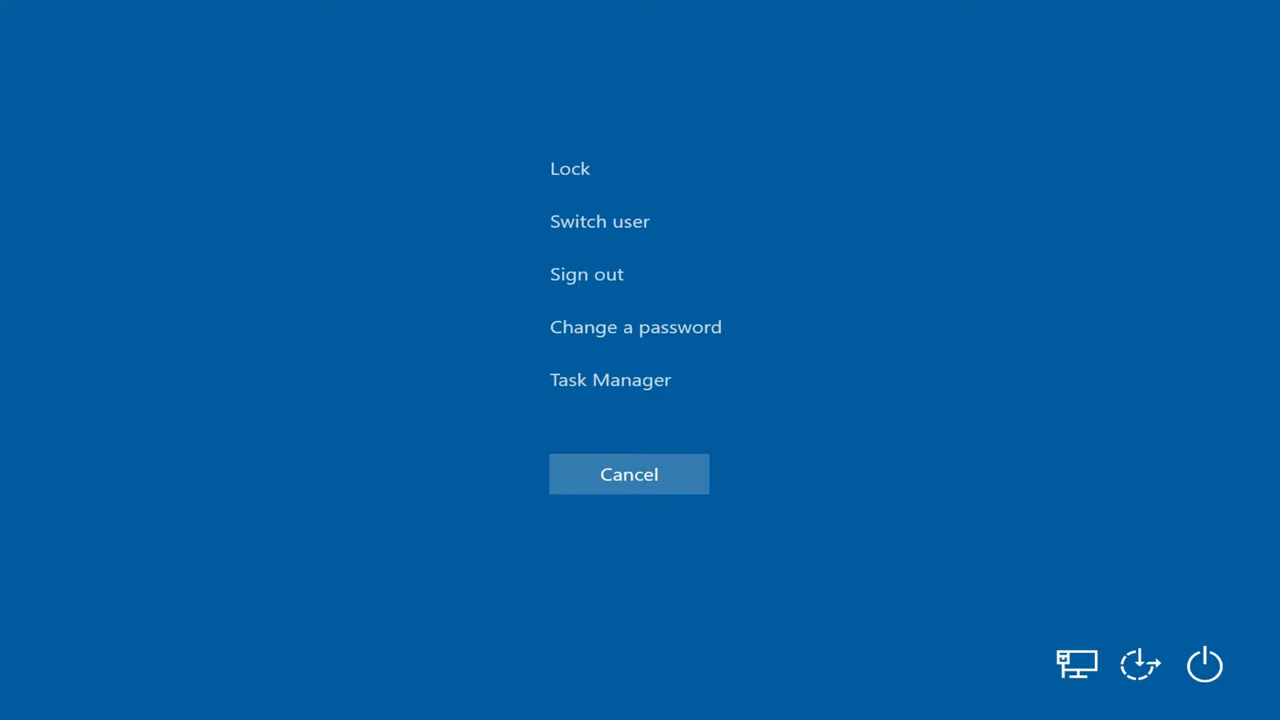 Lock
Switch user
Sign out
Change a password
Task Manager
Cancel